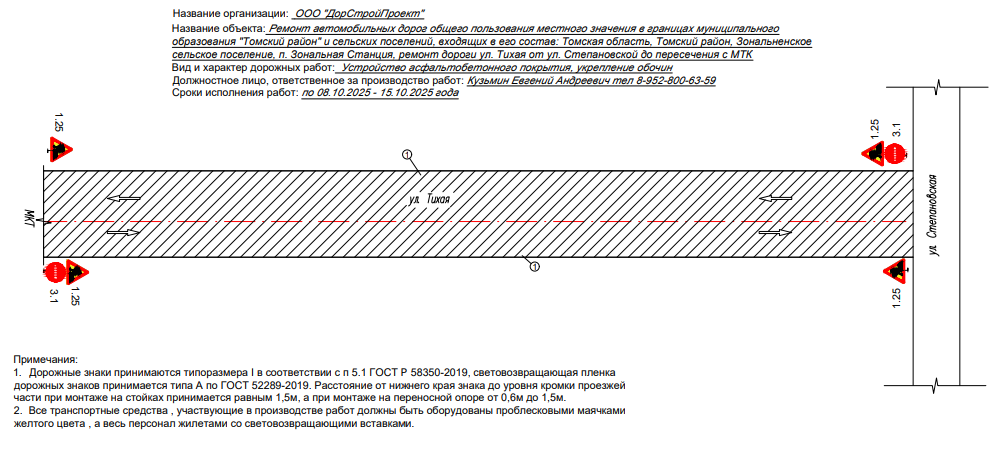 Название организации: ООО "ДорСтройПроект"
Название объекта: Ремонт автомобильных дорог общего пользования местного значения в границах муниципального
образования "Томский район" и сельских поселений, входящих в его состав: Томская область, Томский район, Зональненское
сельское поселение, п. Зональная Станция, ремонт дороги ул. Тихая от ул. Степановской до пересечения с МТК
Вид и характер дорожных работ: Устройство асфальтобетонного покрытия, укрепление обочин
Должностное лицо, ответственное за производство работ: Кузьмин Евгений Андреевич тел 8-952-800-63-59
Сроки исполнения работ: по 08.10.2025 - 15.10.2025 года
1.25
1.25
3.1
1
ул. Тихая
МКТ
ул. Степановская
1
3.1
1.25
1.25
Примечания:
1. Дорожные знаки принимаются типоразмера I в соответствии с п 5.1 ГОСТ Р 58350-2019, световозвращающая пленка
дорожных знаков принимается типа А по ГОСТ 52289-2019. Расстояние от нижнего края знака до уровня кромки проезжей
части при монтаже на стойках принимается равным 1,5м, а при монтаже на переносной опоре от 0,6м до 1,5м.
2. Все транспортные средства , участвующие в производстве работ должны быть оборудованы проблесковыми маячками
желтого цвета , а весь персонал жилетами со световозвращающими вставками.